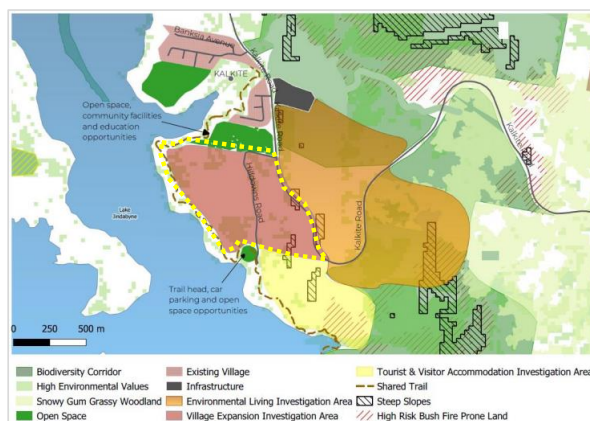 Banksia Avenue
Kalkite Road
KALKITE
Open space,
community facilities
and education
opportunities
Hilldowns Road
Kalkite Road
Kalkite
Lake
Jindabyne
Trail head, car
parking and open
space opportunities
0 250 500 m
Biodiversity Corridor
High Environmental Values
Snowy Gum Grassy Woodland
Open Space
Existing Village
Infrastructure
Environmental Living Investigation Area
Village Expansion Investigation Area
Tourist & Visitor Accommodation Investigation Area
Shared Trail
Steep Slopes
High Risk Bush Fire Prone Land